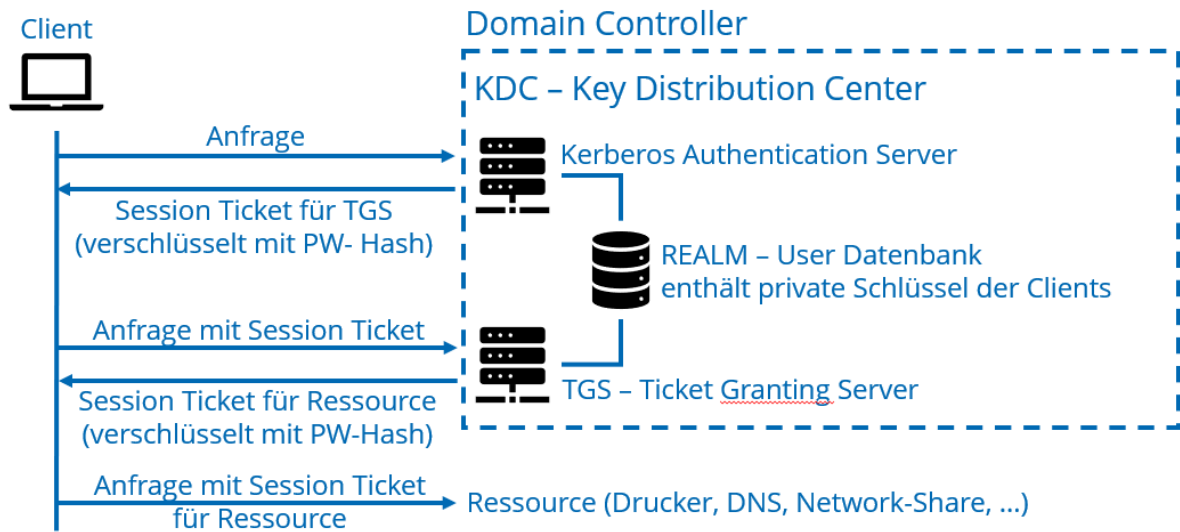 Client
Domain Controller
KDC – Key Distribution Center
Anfrage
Kerberos Authentication Server
Session Ticket für TGS
(verschlüsselt mit PW- Hash)
REALM – User Datenbank
enthält private Schlüssel der Clients
Anfrage mit Session Ticket
TGS – Ticket Granting Server
Session Ticket für Ressource
(verschlüsselt mit PW-Hash)
Anfrage mit Session Ticket
für Ressource
Ressource (Drucker, DNS, Network-Share, ...)